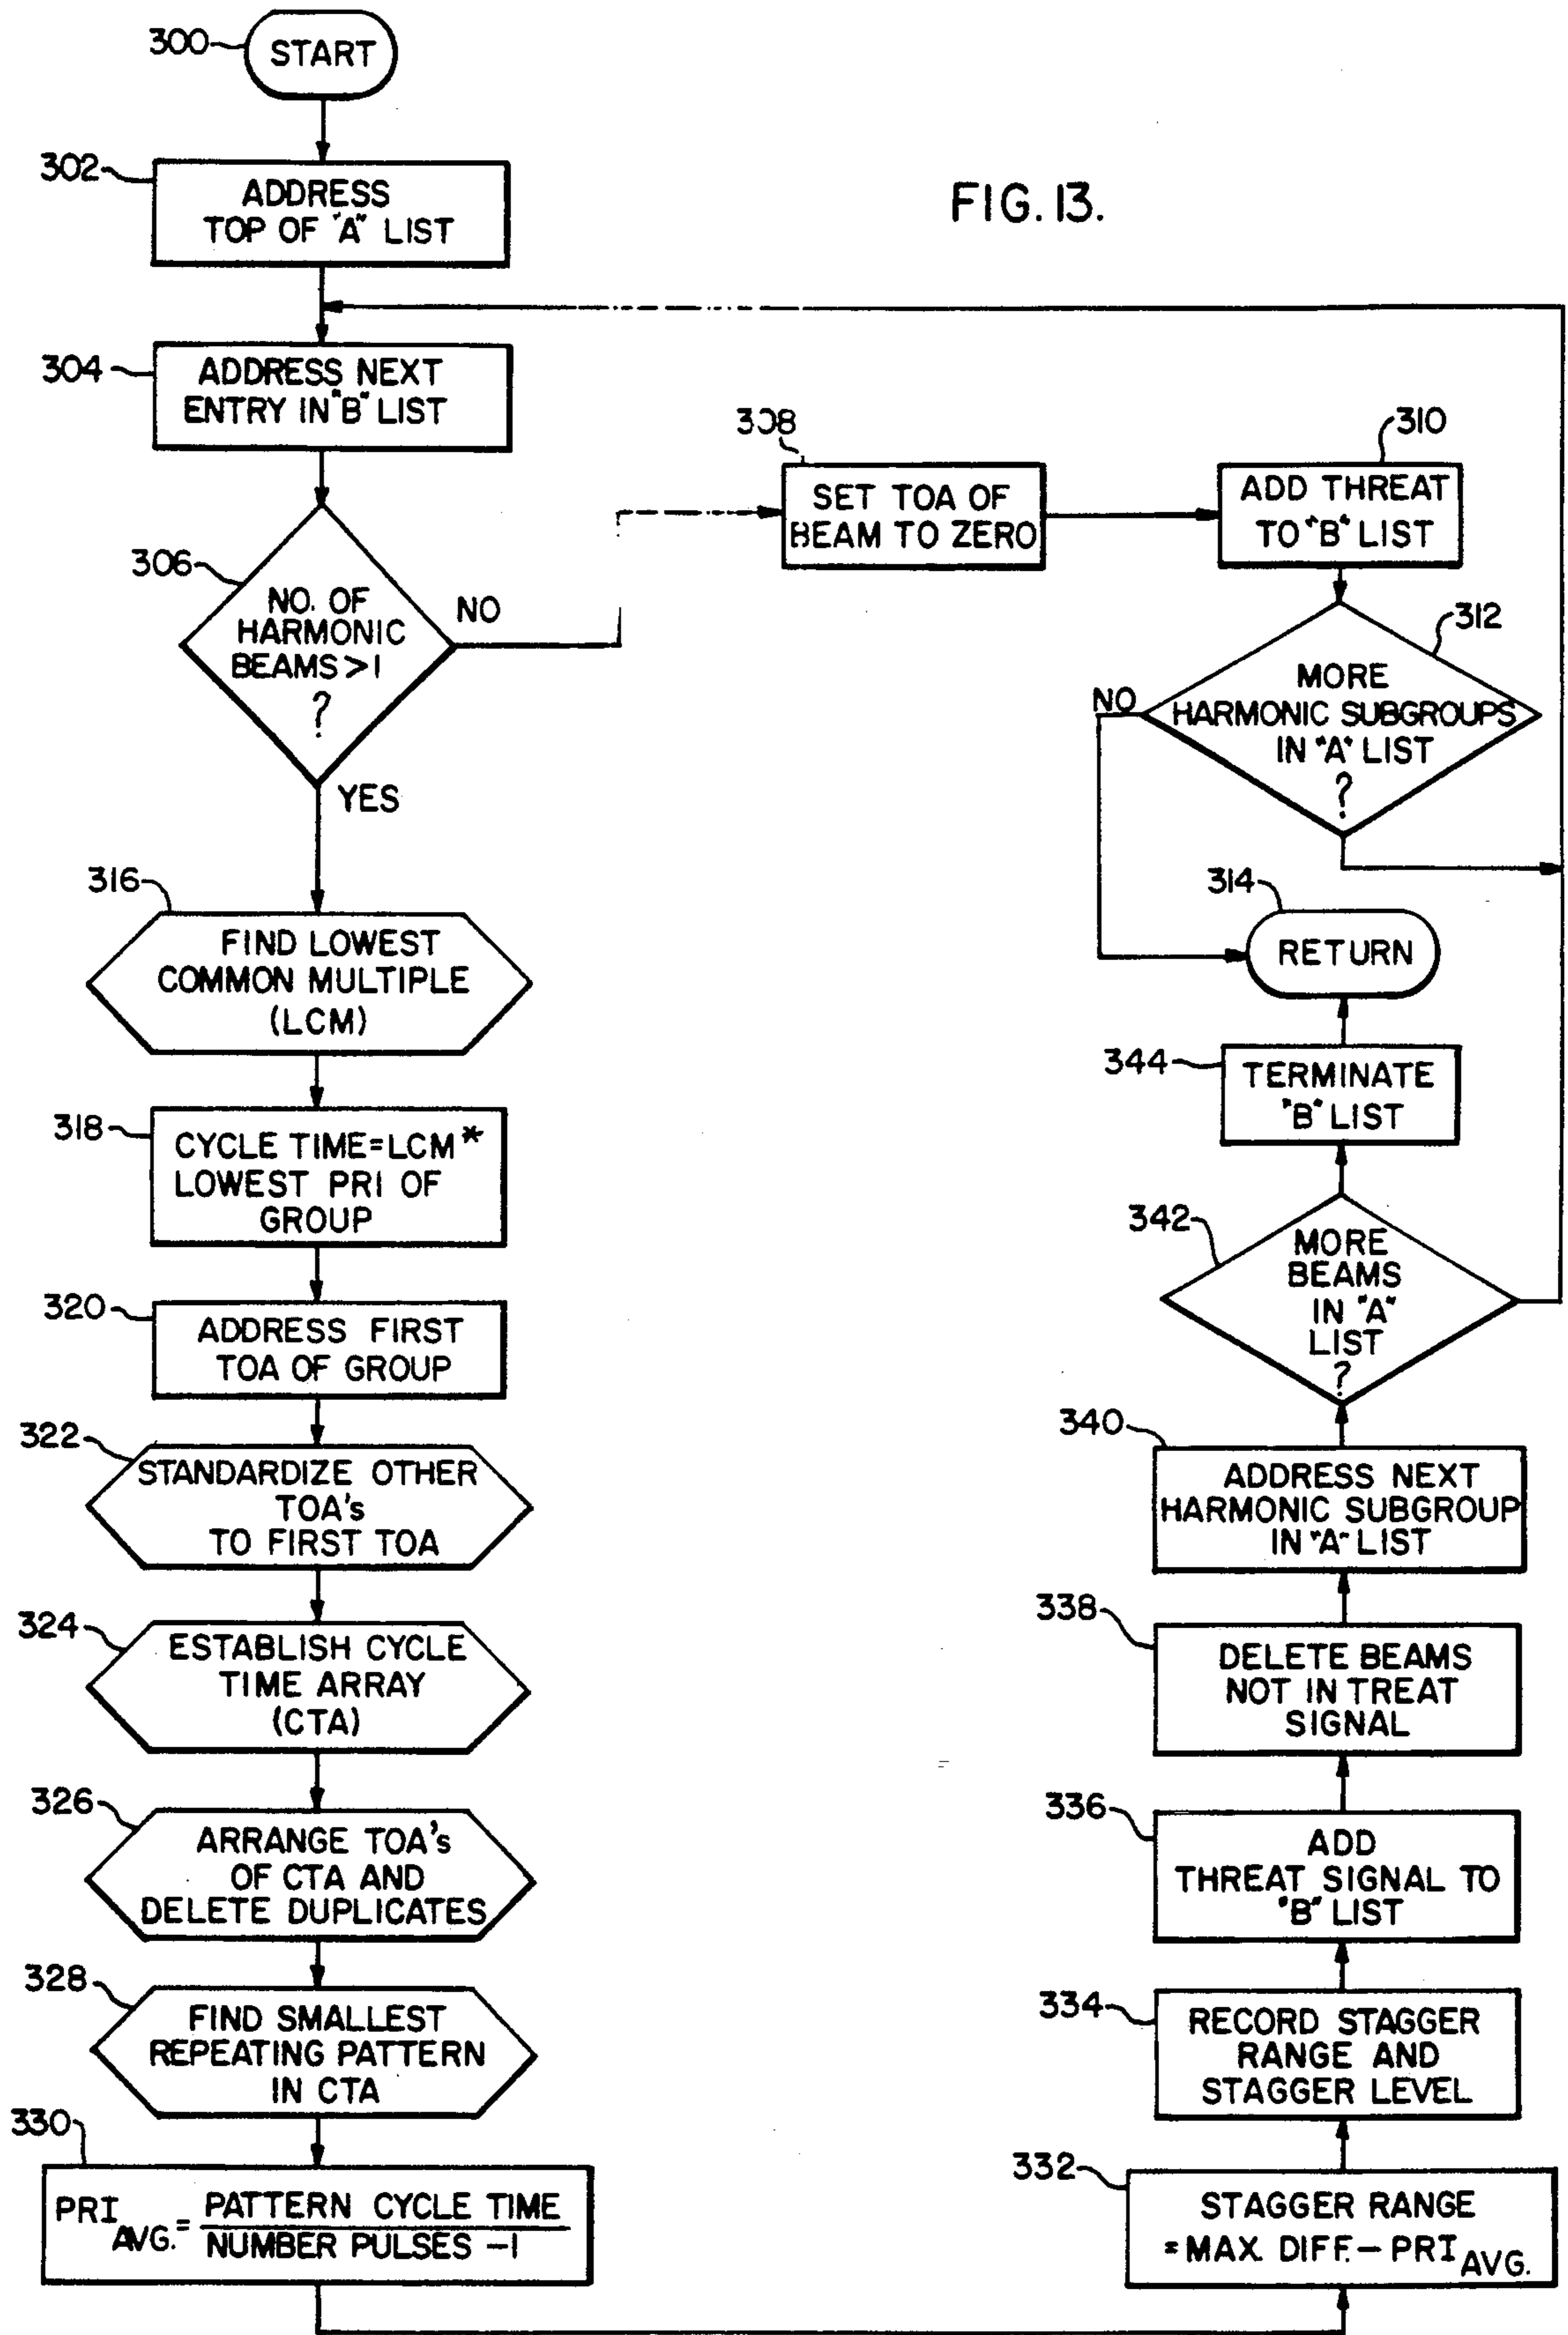 300
START
302
ADDRESS
TOP OF "A" LIST
FIG. 13.
304
ADDRESS NEXT
ENTRY IN "B" LIST
306
NO. OF
HARMONIC
BEAMS >1
?
NO
YES
308
SET TOA OF
BEAM TO ZERO
310
ADD THREAT
TO "B" LIST
312
MORE
HARMONIC SUBGROUPS
IN "A" LIST
?
NO
314
RETURN
316
FIND LOWEST
COMMON MULTIPLE
(LCM)
318
CYCLE TIME=LCM*
LOWEST PRI OF
GROUP
320
ADDRESS FIRST
TOA OF GROUP
322
STANDARDIZE OTHER
TOA's
TO FIRST TOA
324
ESTABLISH CYCLE
TIME ARRAY
(CTA)
326
ARRANGE TOA's
OF CTA AND
DELETE DUPLICATES
328
FIND SMALLEST
REPEATING PATTERN
IN CTA
330
PRI AVG. = PATTERN CYCLE TIME
NUMBER PULSES -1
344
TERMINATE
"B" LIST
342
MORE
BEAMS
IN "A"
LIST
?
340
ADDRESS NEXT
HARMONIC SUBGROUP
IN "A" LIST
338
DELETE BEAMS
NOT IN TREAT
SIGNAL
336
ADD
THREAT SIGNAL TO
"B" LIST
334
RECORD STAGGER
RANGE AND
STAGGER LEVEL
332
STAGGER RANGE
= MAX. DIFF. – PRI AVG.